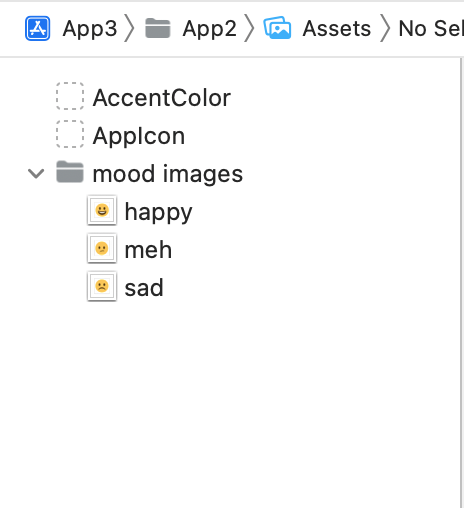 App3 App2 Assets No Sel
AccentColor
AppIcon
mood images
happy
meh
sad